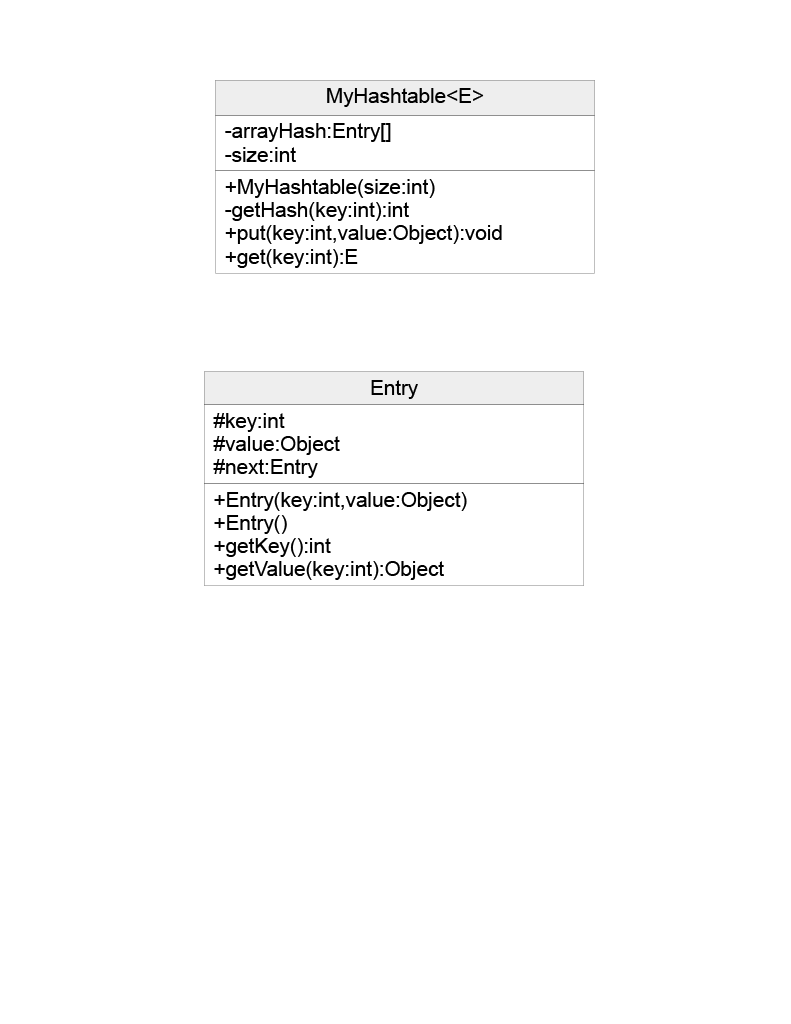 MyHashtable<E>
-arrayHash:Entry[]
-size:int
+MyHashtable(size:int)
-getHash(key:int):int
+put(key:int,value:Object):void
+get(key:int):E
Entry
#key:int
#value:Object
#next:Entry
+Entry(key:int,value:Object)
+Entry()
+getKey():int
+getValue(key:int):Object